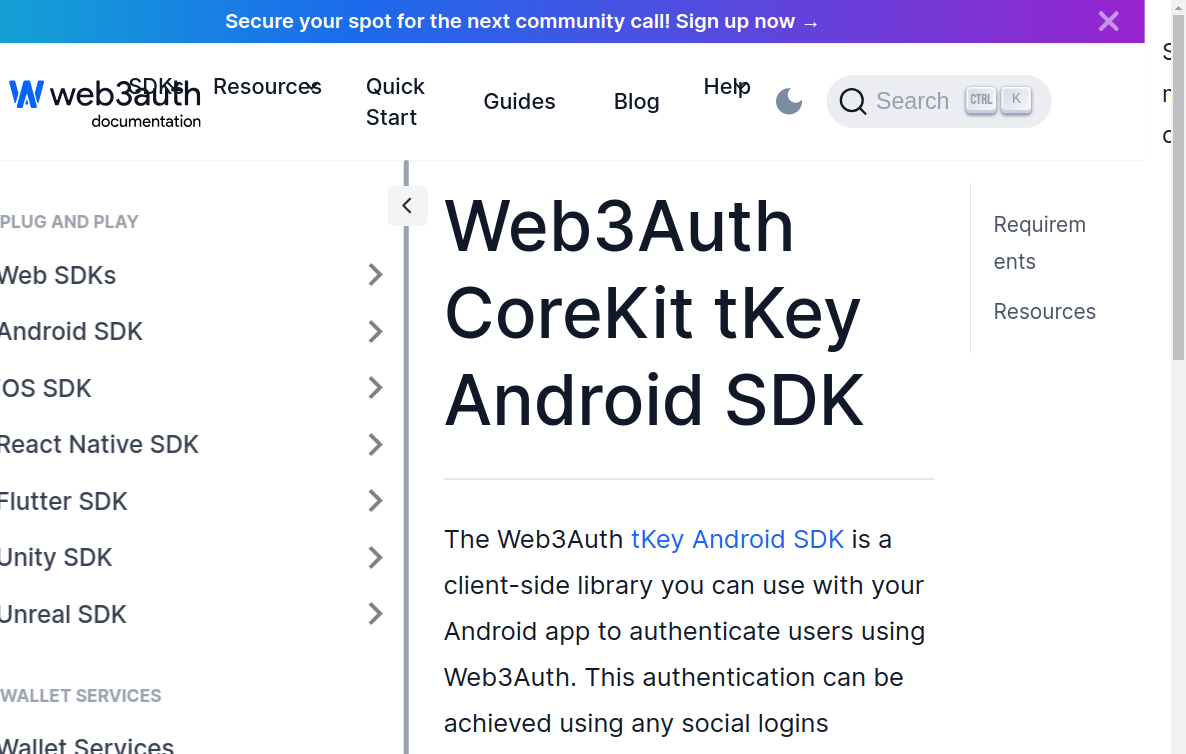 Secure your spot for the next community call! Sign up now →
web3auth
documentation
SDKs
Resources
Quick
Start
Guides
Blog
Help
Search
CTRL
K
PLUG AND PLAY
Web SDKs
Android SDK
iOS SDK
React Native SDK
Flutter SDK
Unity SDK
Unreal SDK
WALLET SERVICES
Wallet Services
Web3Auth
CoreKit tKey
Android SDK
The Web3Auth tKey Android SDK is a
client-side library you can use with your
Android app to authenticate users using
Web3Auth. This authentication can be
achieved using any social logins
Requirem
ents
Resources